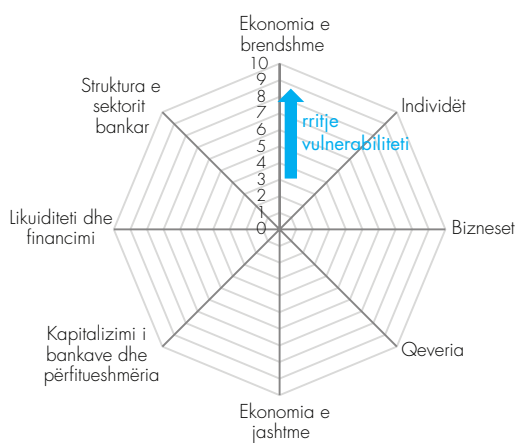 Ekonomia e
brendshme
10
9
8
7
6
5
4
3
2
1
0
rritje
vulnerabiliteti
Individët
Bizneset
Qeveria
Ekonomia e
jashtme
Kapitalizimi i
bankave dhe
përfitueshmëria
Likuiditeti dhe
financimi
Struktura e
sektorit
bankar